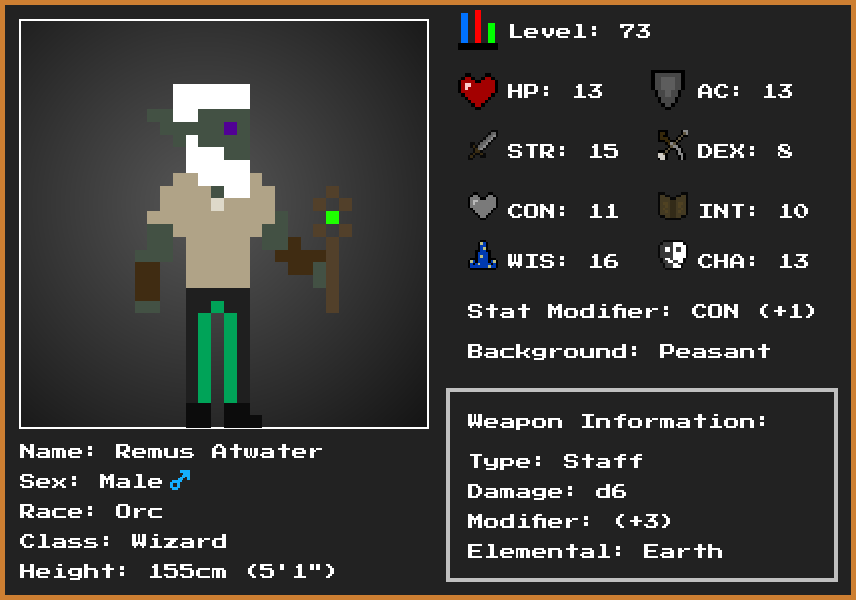 Level: 73
HP: 13
AC: 13
STR: 15
DEX: 8
CON: 11
INT: 10
WIS: 16
CHA: 13
Stat Modifier: CON (+1)
Background: Peasant
Weapon Information:
Type: Staff
Damage: d6
Modifier: (+3)
Elemental: Earth
Name: Remus Atwater
Sex: Male♂
Race: Orc
Class: Wizard
Height: 155cm (5'1")